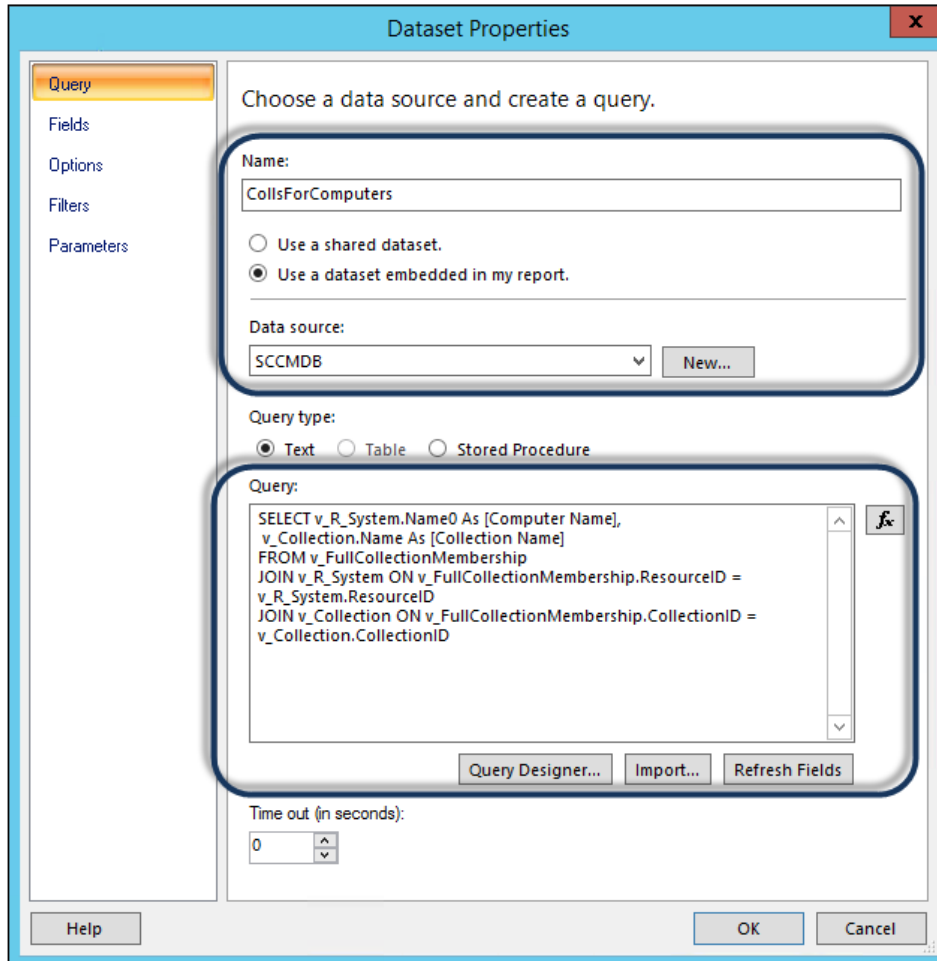 Dataset Properties
x
Query
Fields
Options
Filters
Parameters
Choose a data source and create a query.
Name:
CollsForComputers
Use a shared dataset.
Use a dataset embedded in my report.
Data source:
SCCMDB
New...
Query type:
Text Table Stored Procedure
Query:
SELECT v_R_System.Name0 As [Computer Name],
v_Collection.Name As [Collection Name]
FROM v_FullCollectionMembership
JOIN v_R_System ON v_FullCollectionMembership.ResourceID =
v_R_System.ResourceID
JOIN v_Collection ON v_FullCollectionMembership.CollectionID =
v_Collection.CollectionID
fx
Query Designer... Import... Refresh Fields
Time out (in seconds):
0
Help OK Cancel